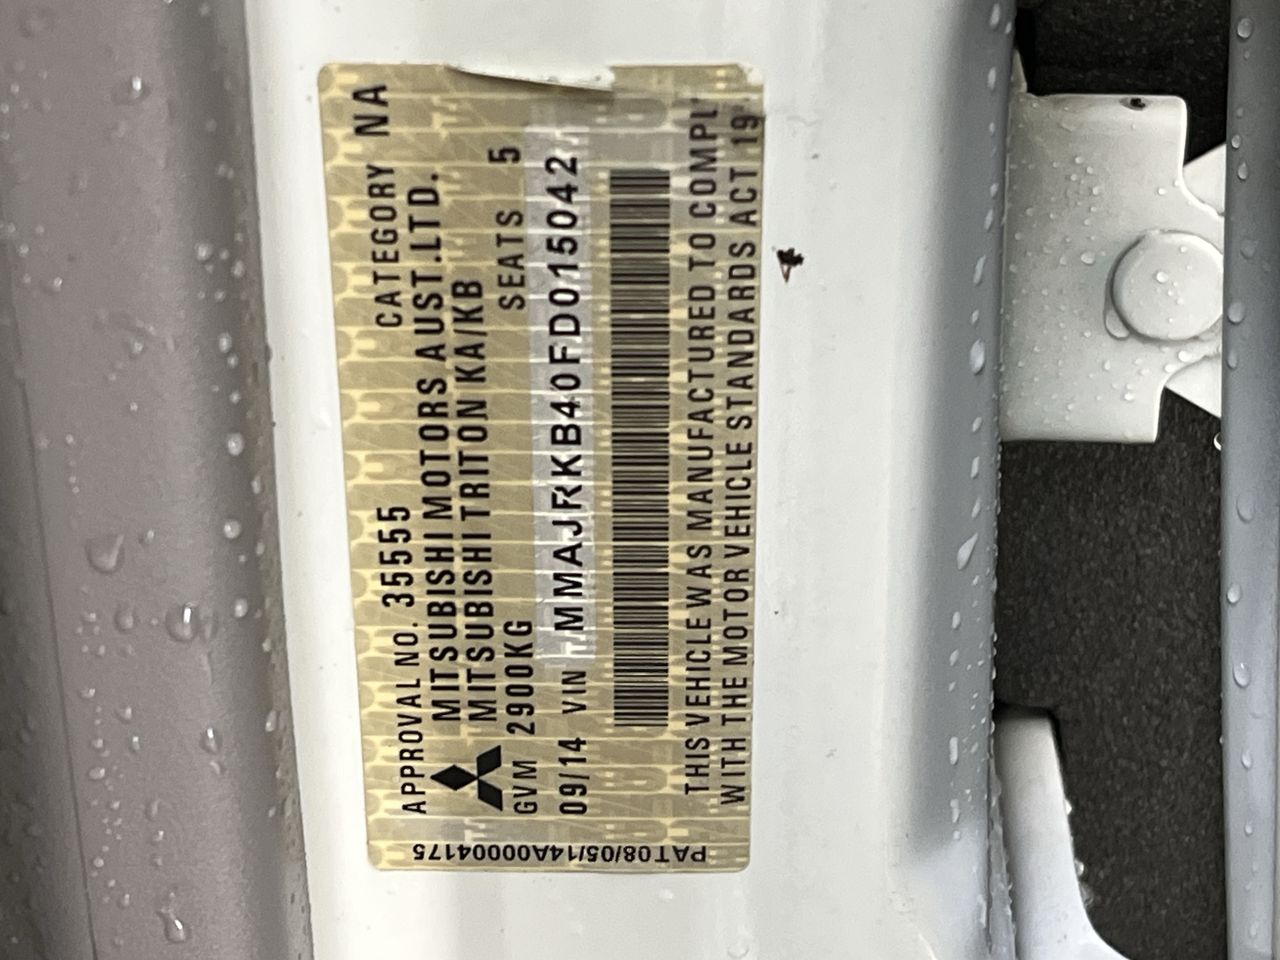 APPROVAL NO. 35555 CATEGORY NA
MITSUBISHI MOTORS AUST.LTD.
MITSUBISHI TRITON KA/KB
GVM 2900KG SEATS 5
09/14 VIN MMAJRKB40FD015042
THIS VEHICLE WAS MANUFACTURED TO COMPL
WITH THE MOTOR VEHICLE STANDARDS ACT 19
PAT08/05/14A00004175